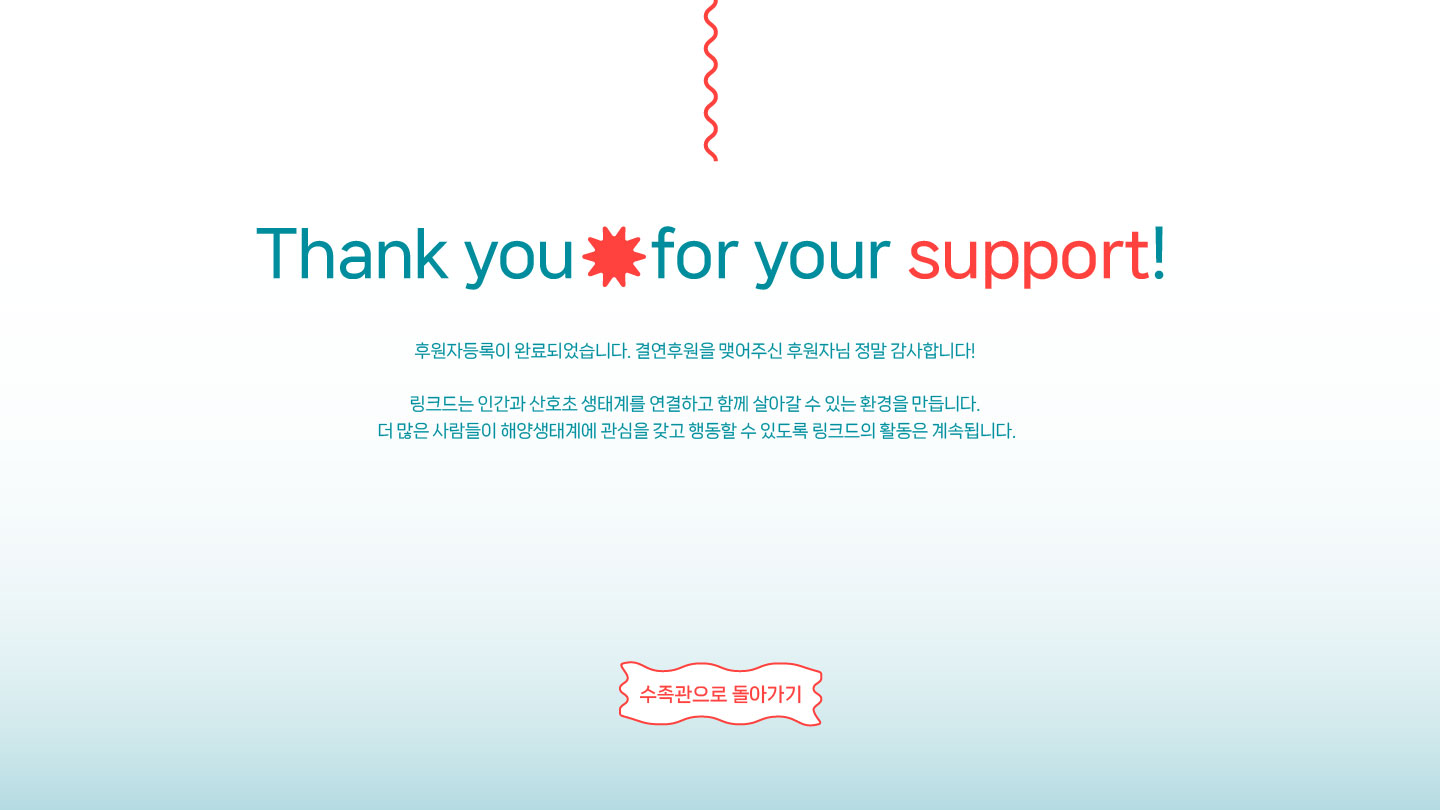 Thank you for your support!
후원자등록이 완료되었습니다. 결연후원을 맺어주신 후원자님 정말 감사합니다!
링크드는 인간과 산호초 생태계를 연결하고 함께 살아갈 수 있는 환경을 만듭니다.
더 많은 사람들이 해양생태계에 관심을 갖고 행동할 수 있도록 링크드의 활동은 계속됩니다.
수족관으로 돌아가기